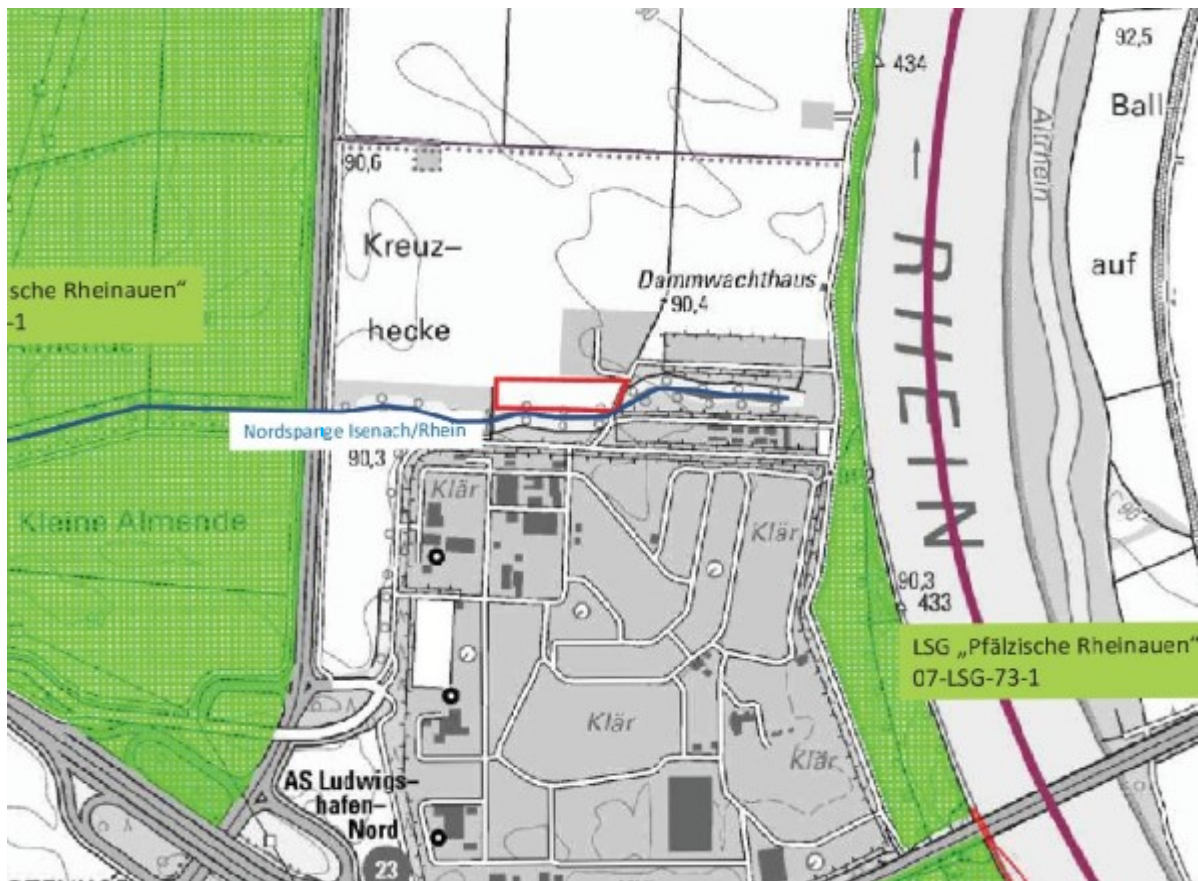 434
92,5
Ball
Altrhein
90,6
Kreuz-
hecke
Dammwachthaus
90,4
auf
RHEIN
sche Rheinauen“
-1
Nordspange Isenach/Rhein
90,3
Klär
Klär
Kleine Almende
90,3
433
LSG „Pfälzische Rheinauen“
07-LSG-73-1
Klär
Klär
AS Ludwigs-
hafen-
Nord
23